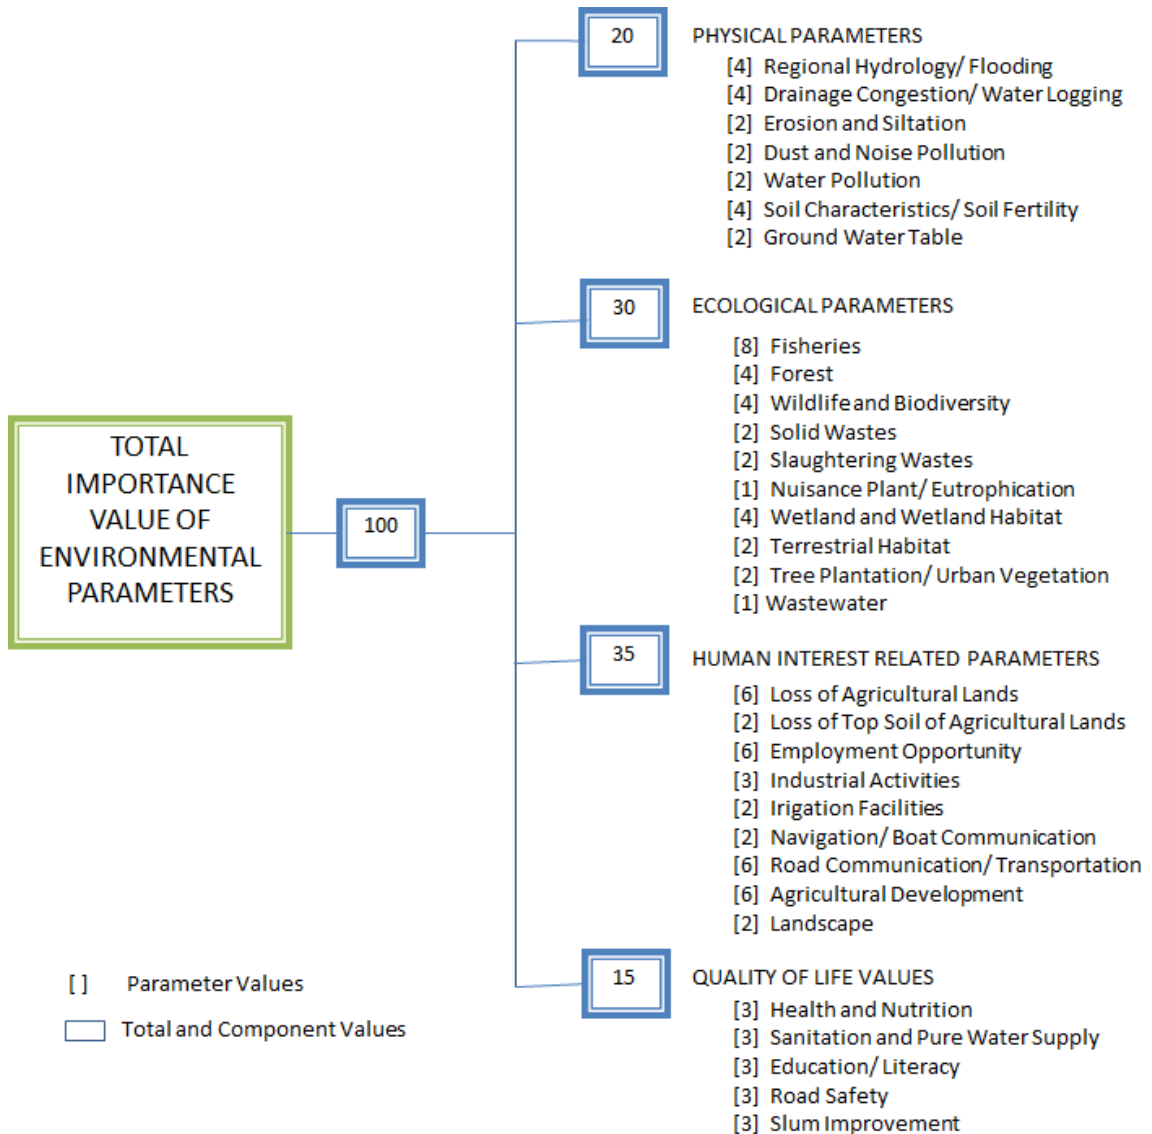 TOTAL
IMPORTANCE
VALUE OF
ENVIRONMENTAL
PARAMETERS
100
20
PHYSICAL PARAMETERS
[4] Regional Hydrology/ Flooding
[4] Drainage Congestion/ Water Logging
[2] Erosion and Siltation
[2] Dust and Noise Pollution
[2] Water Pollution
[4] Soil Characteristics/ Soil Fertility
[2] Ground Water Table
30
ECOLOGICAL PARAMETERS
[8] Fisheries
[4] Forest
[4] Wildlife and Biodiversity
[2] Solid Wastes
[2] Slaughtering Wastes
[1] Nuisance Plant/ Eutrophication
[4] Wetland and Wetland Habitat
[2] Terrestrial Habitat
[2] Tree Plantation/ Urban Vegetation
[1] Wastewater
35
HUMAN INTEREST RELATED PARAMETERS
[6] Loss of Agricultural Lands
[2] Loss of Top Soil of Agricultural Lands
[6] Employment Opportunity
[3] Industrial Activities
[2] Irigation Facilities
[2] Navigation/ Boat Communication
[6] Road Communication/ Transportation
[6] Agricultural Development
[2] Landscape
15
QUALITY OF LIFE VALUES
[3] Health and Nutrition
[3] Sanitation and Pure Water Supply
[3] Education/ Literacy
[3] Road Safety
[3] Slum Improvement
[ ] Parameter Values
Total and Component Values